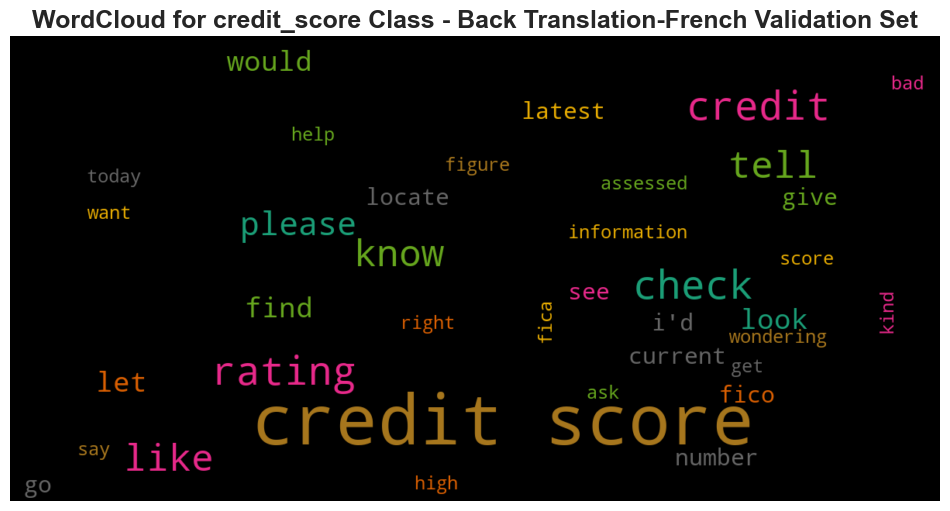 WordCloud for credit_score Class - Back Translation-French Validation Set
would
bad
credit
latest
help
tell
figure
today
assessed
locate
give
want
please
information
know
score
check
see
find
kind
fica
right
i'd
look
wondering
current
get
rating
let
ask
fico
credit score
say
like
number
high
go